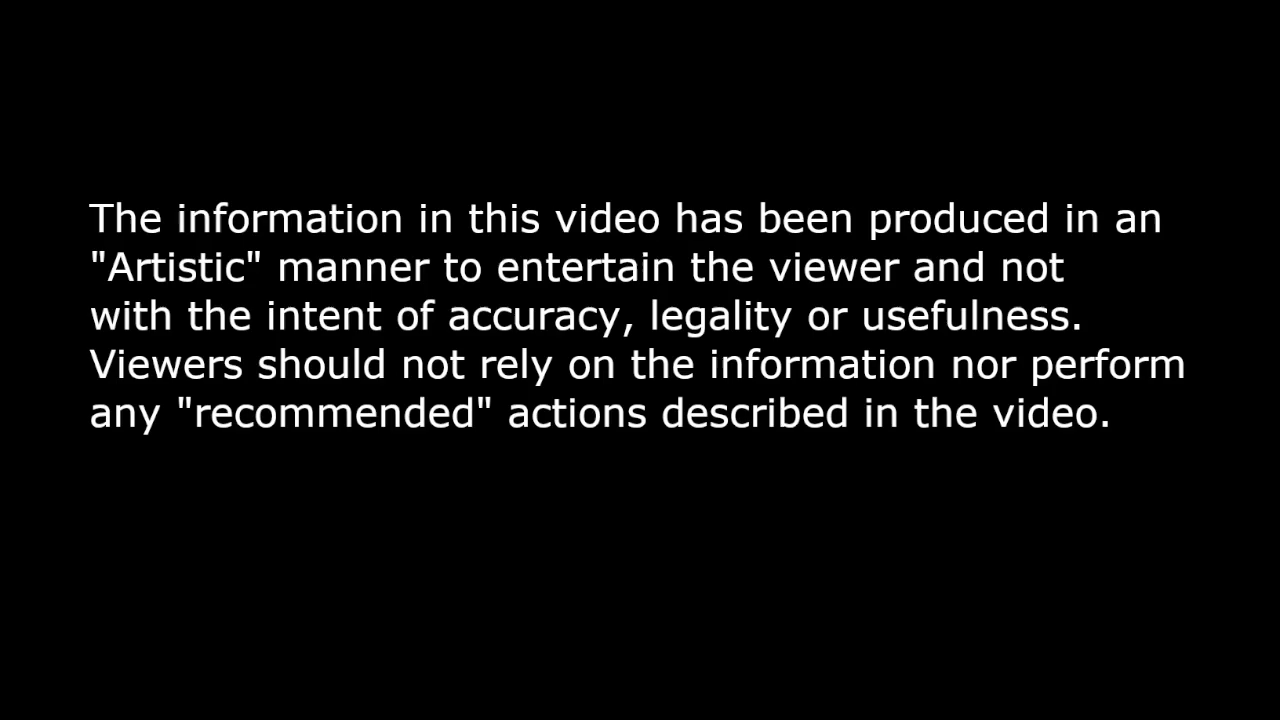 The information in this video has been produced in an
"Artistic" manner to entertain the viewer and not
with the intent of accuracy, legality or usefulness.
Viewers should not rely on the information nor perform
any "recommended" actions described in the video.